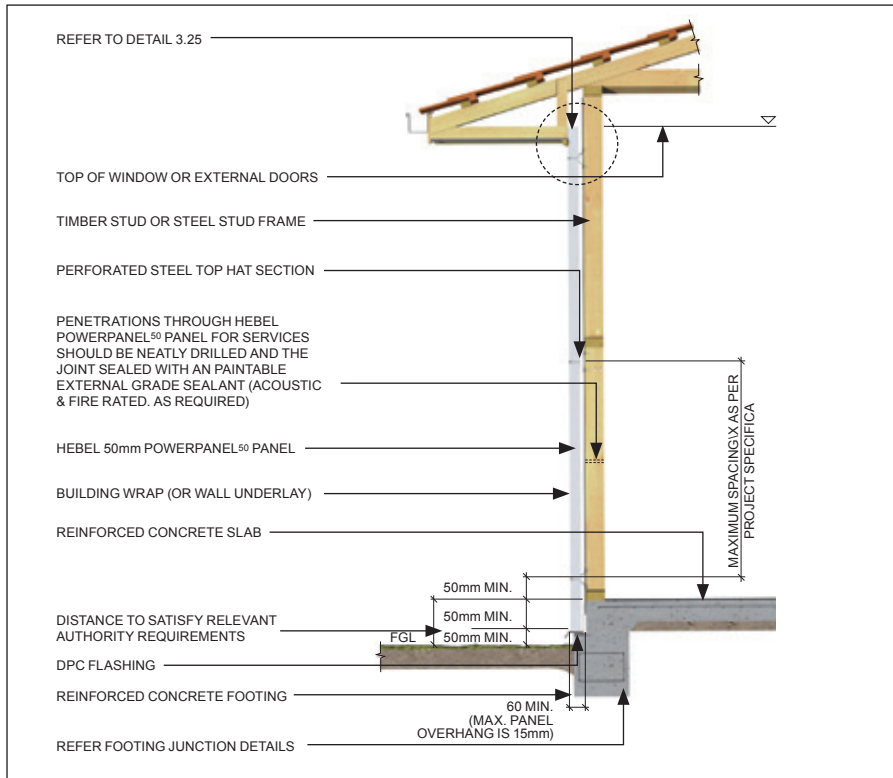 REFER TO DETAIL 3.25
TOP OF WINDOW OR EXTERNAL DOORS
TIMBER STUD OR STEEL STUD FRAME
PERFORATED STEEL TOP HAT SECTION
PENETRATIONS THROUGH HEBEL
POWERPANEL⁵⁰ PANEL FOR SERVICES
SHOULD BE NEATLY DRILLED AND THE
JOINT SEALED WITH AN PAINTABLE
EXTERNAL GRADE SEALANT (ACOUSTIC
& FIRE RATED. AS REQUIRED)
HEBEL 50mm POWERPANEL⁵⁰ PANEL
BUILDING WRAP (OR WALL UNDERLAY)
REINFORCED CONCRETE SLAB
MAXIMUM SPACING\X AS PER
PROJECT SPECIFICA
50mm MIN.
50mm MIN.
50mm MIN.
DISTANCE TO SATISFY RELEVANT
AUTHORITY REQUIREMENTS
FGL
DPC FLASHING
REINFORCED CONCRETE FOOTING
60 MIN.
(MAX. PANEL
OVERHANG IS 15mm)
REFER FOOTING JUNCTION DETAILS